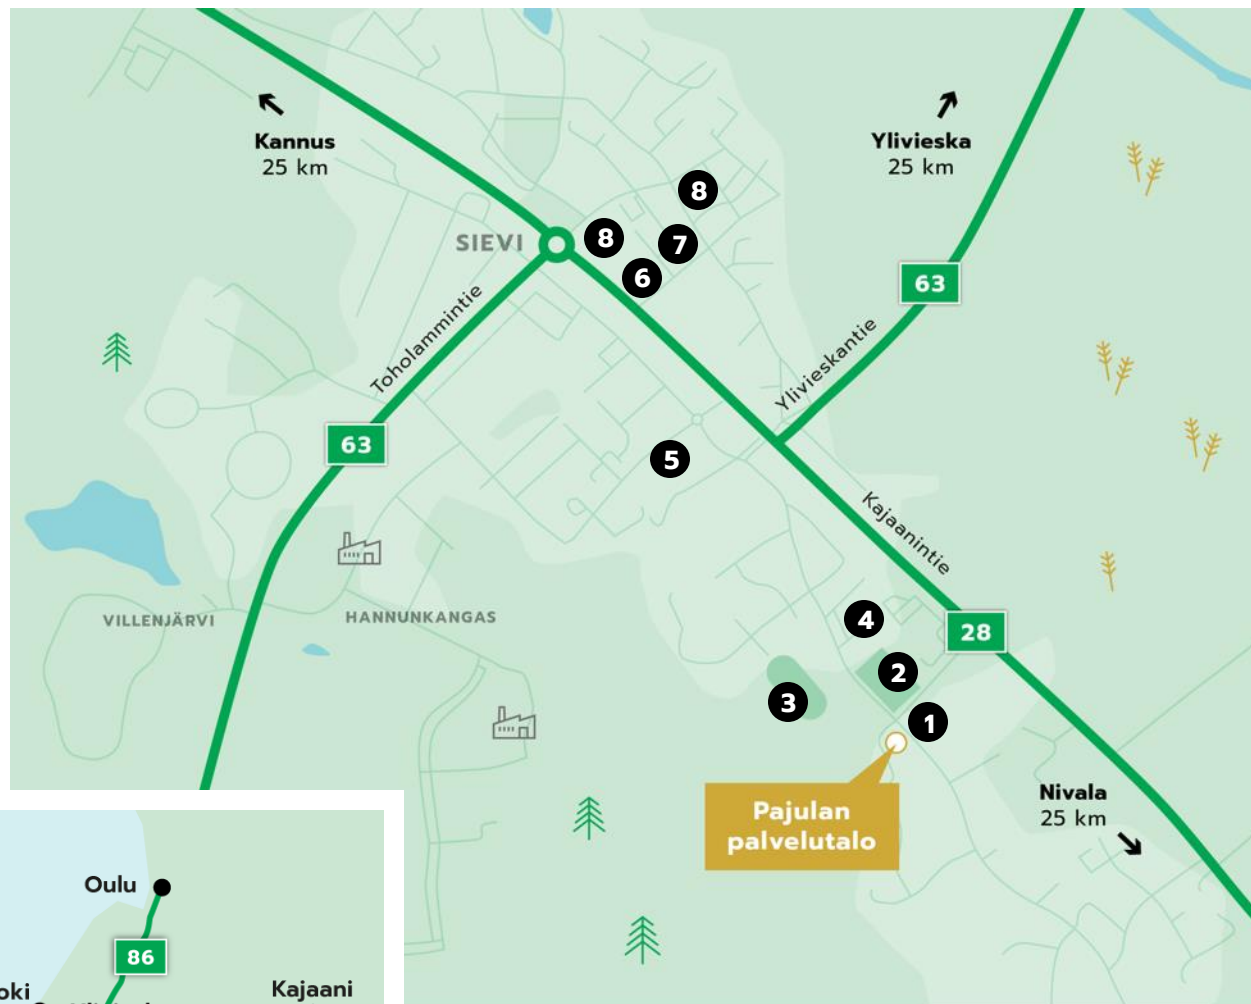 Kannus
25 km
Ylivieska
25 km
8
SIEVI
8
7
6
63
Toholammintie
Ylivieskantie
63
5
Kajaanintie
VILLENJÄRVI
HANNUNKANGAS
4
28
2
3
1
Pajulan
palvelutalo
Nivala
25 km
Oulu
86
Kajaani